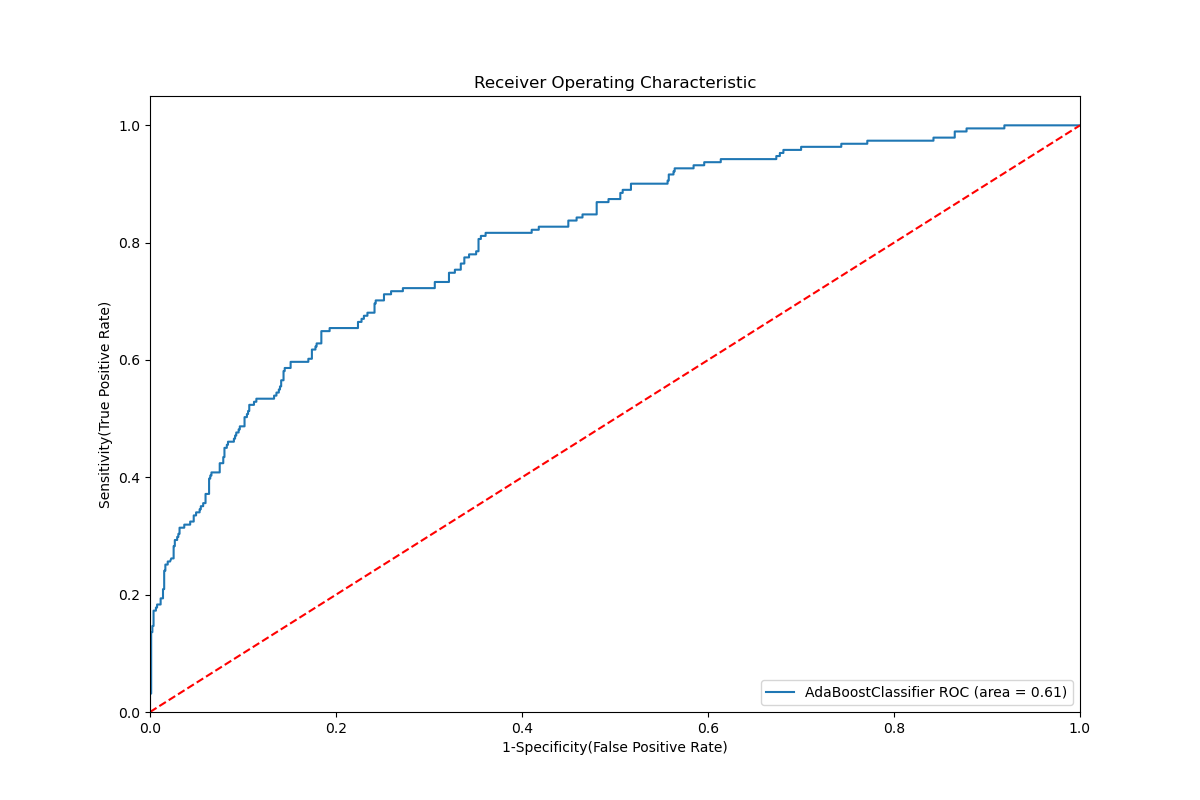 Receiver Operating Characteristic
1.0
0.8
0.6
0.4
0.2
0.0
Sensitivity(True Positive Rate)
AdaBoostClassifier ROC (area = 0.61)
0.0 0.2 0.4 0.6 0.8 1.0
1-Specificity(False Positive Rate)